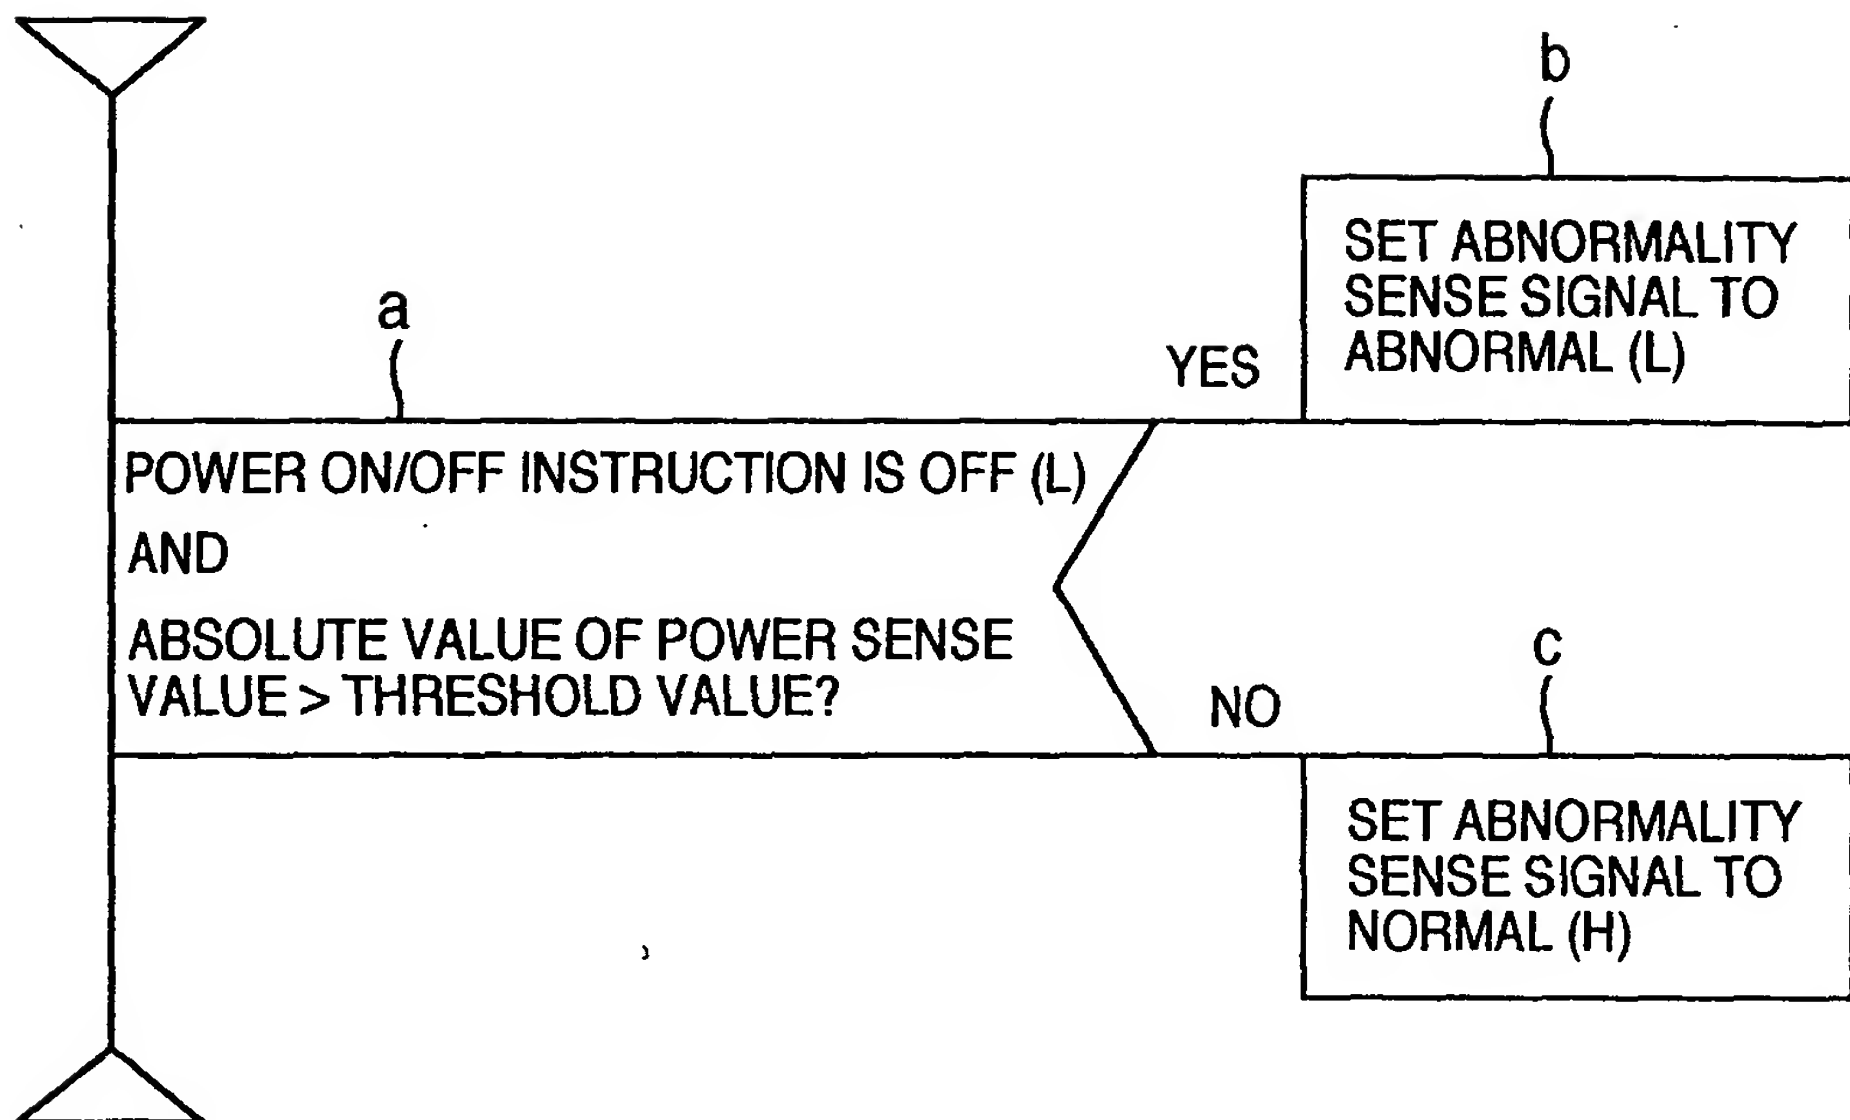 b
SET ABNORMALITY
SENSE SIGNAL TO
ABNORMAL (L)
a
YES
POWER ON/OFF INSTRUCTION IS OFF (L)
AND
ABSOLUTE VALUE OF POWER SENSE
VALUE > THRESHOLD VALUE?
c
NO
SET ABNORMALITY
SENSE SIGNAL TO
NORMAL (H)